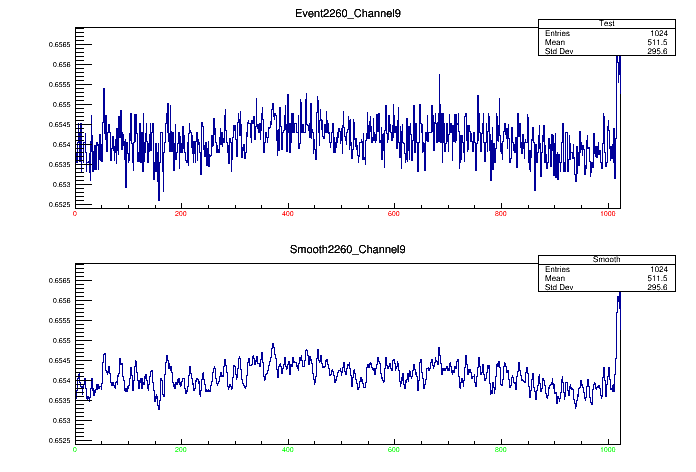 Event2260_Channel9
Test
Entries 1024
Mean 511.5
Std Dev 295.6
0.6565
0.656
0.6555
0.655
0.6545
0.654
0.6535
0.653
0.6525
0 200 400 600 800 1000
Smooth2260_Channel9
Smooth
Entries 1024
Mean 511.5
Std Dev 295.6
0.6565
0.656
0.6555
0.655
0.6545
0.654
0.6535
0.653
0.6525
0 200 400 600 800 1000